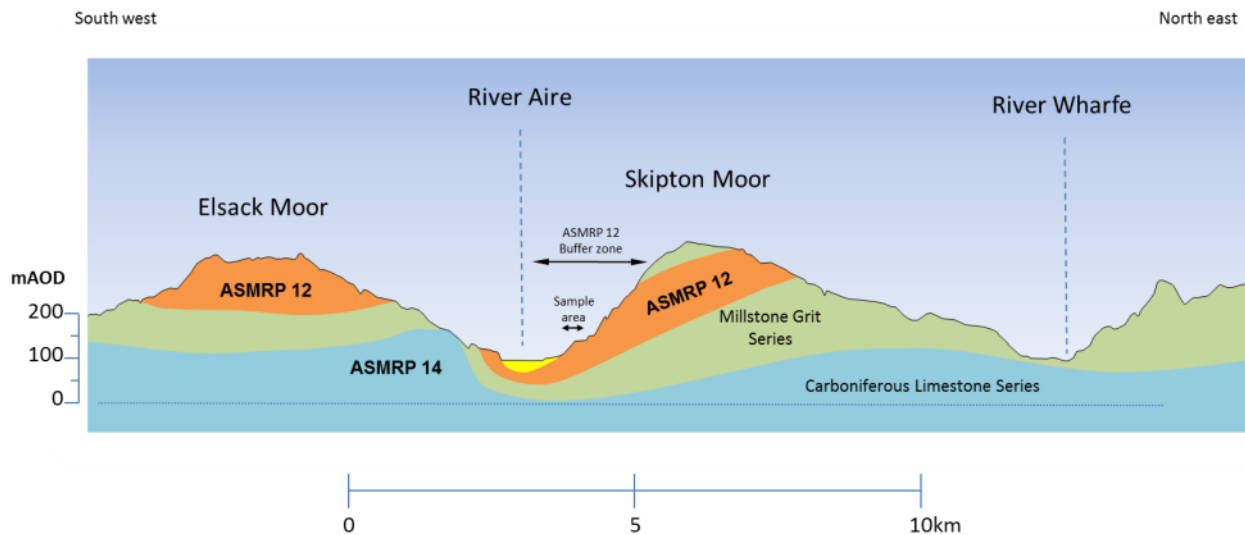 South west
North east
River Aire
River Wharfe
Skipton Moor
Elsack Moor
ASMRP 12
Buffer zone
mAOD
ASMRP 12
ASMRP 12
Sample
area
200
Millstone Grit
Series
100
ASMRP 14
Carboniferous Limestone Series
0
0
5
10km